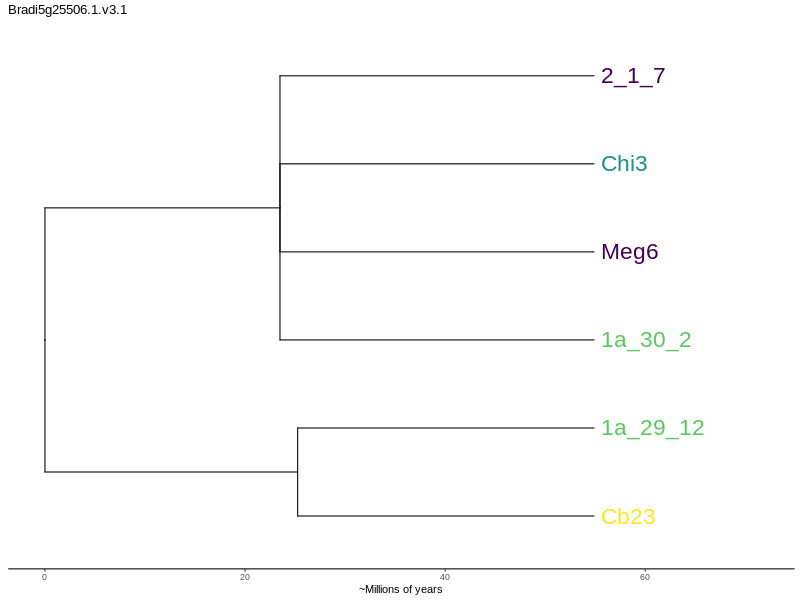 Bradi5g25506.1.v3.1
2_1_7
Chi3
Meg6
1a_30_2
1a_29_12
Cb23
0 20 40 60
~Millions of years